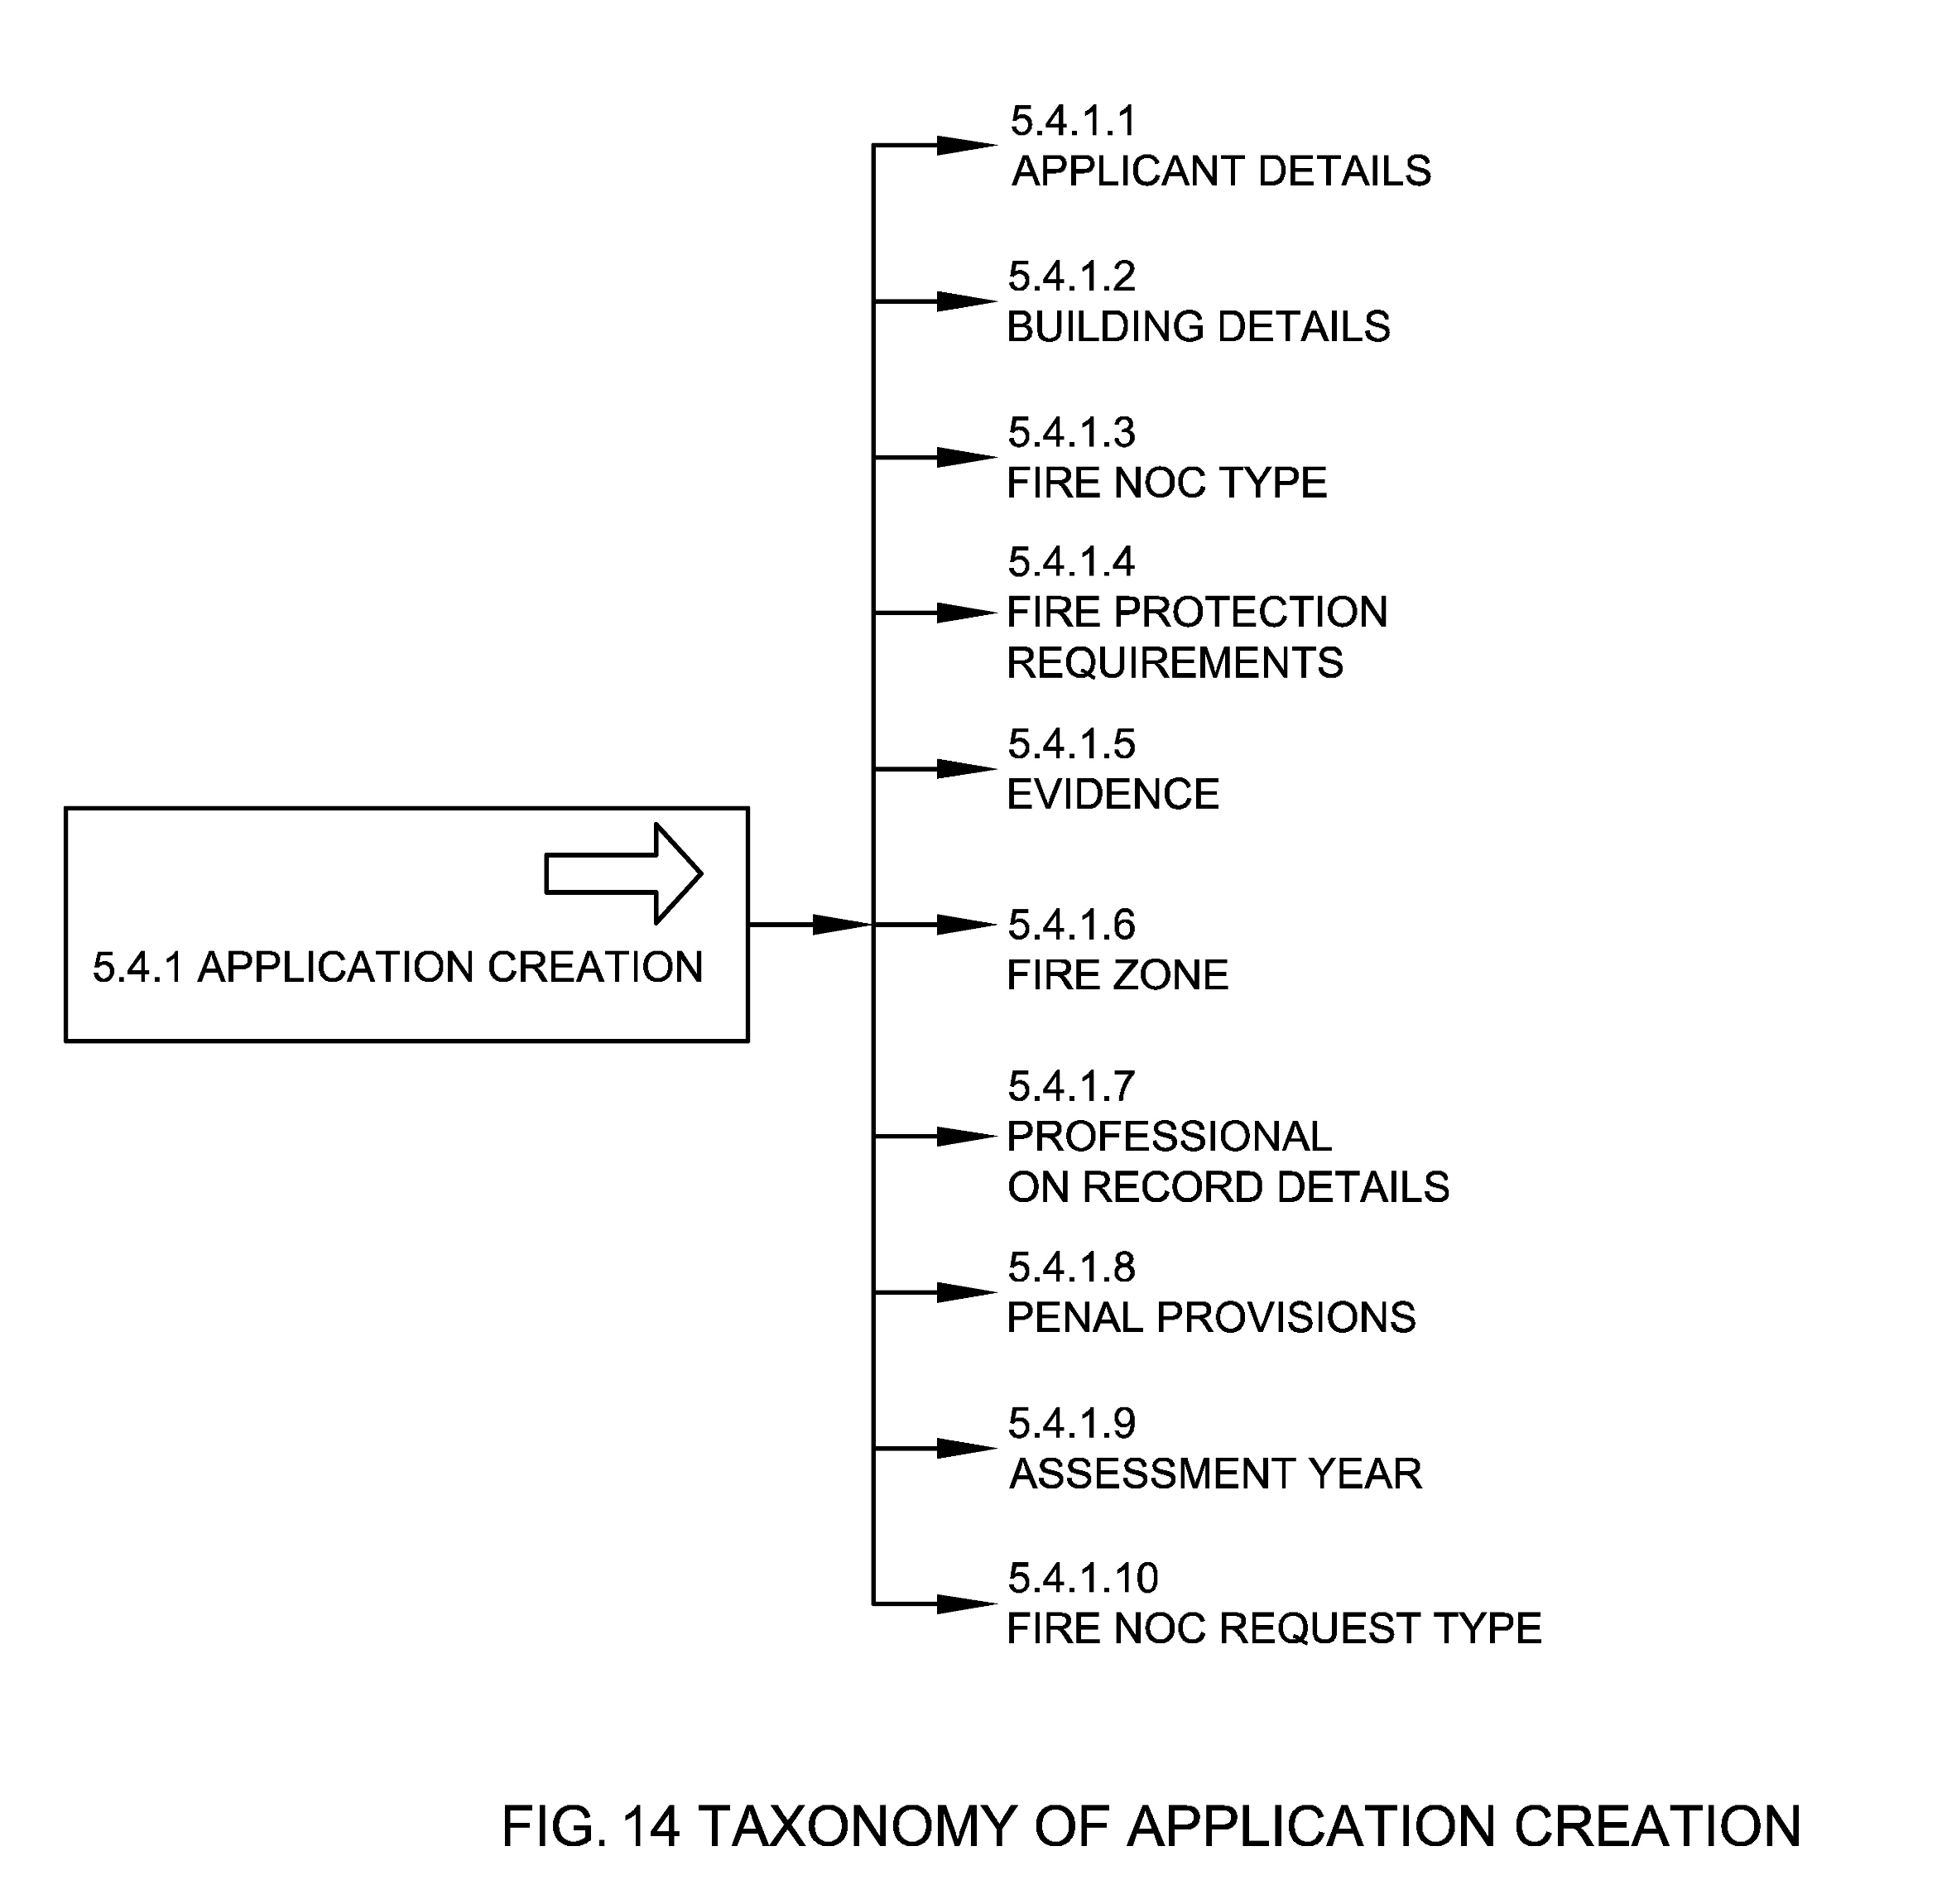 5.4.1.1
APPLICANT DETAILS
5.4.1.2
BUILDING DETAILS
5.4.1.3
FIRE NOC TYPE
5.4.1.4
FIRE PROTECTION
REQUIREMENTS
5.4.1.5
EVIDENCE
5.4.1 APPLICATION CREATION
5.4.1.6
FIRE ZONE
5.4.1.7
PROFESSIONAL
ON RECORD DETAILS
5.4.1.8
PENAL PROVISIONS
5.4.1.9
ASSESSMENT YEAR
5.4.1.10
FIRE NOC REQUEST TYPE
FIG. 14 TAXONOMY OF APPLICATION CREATION